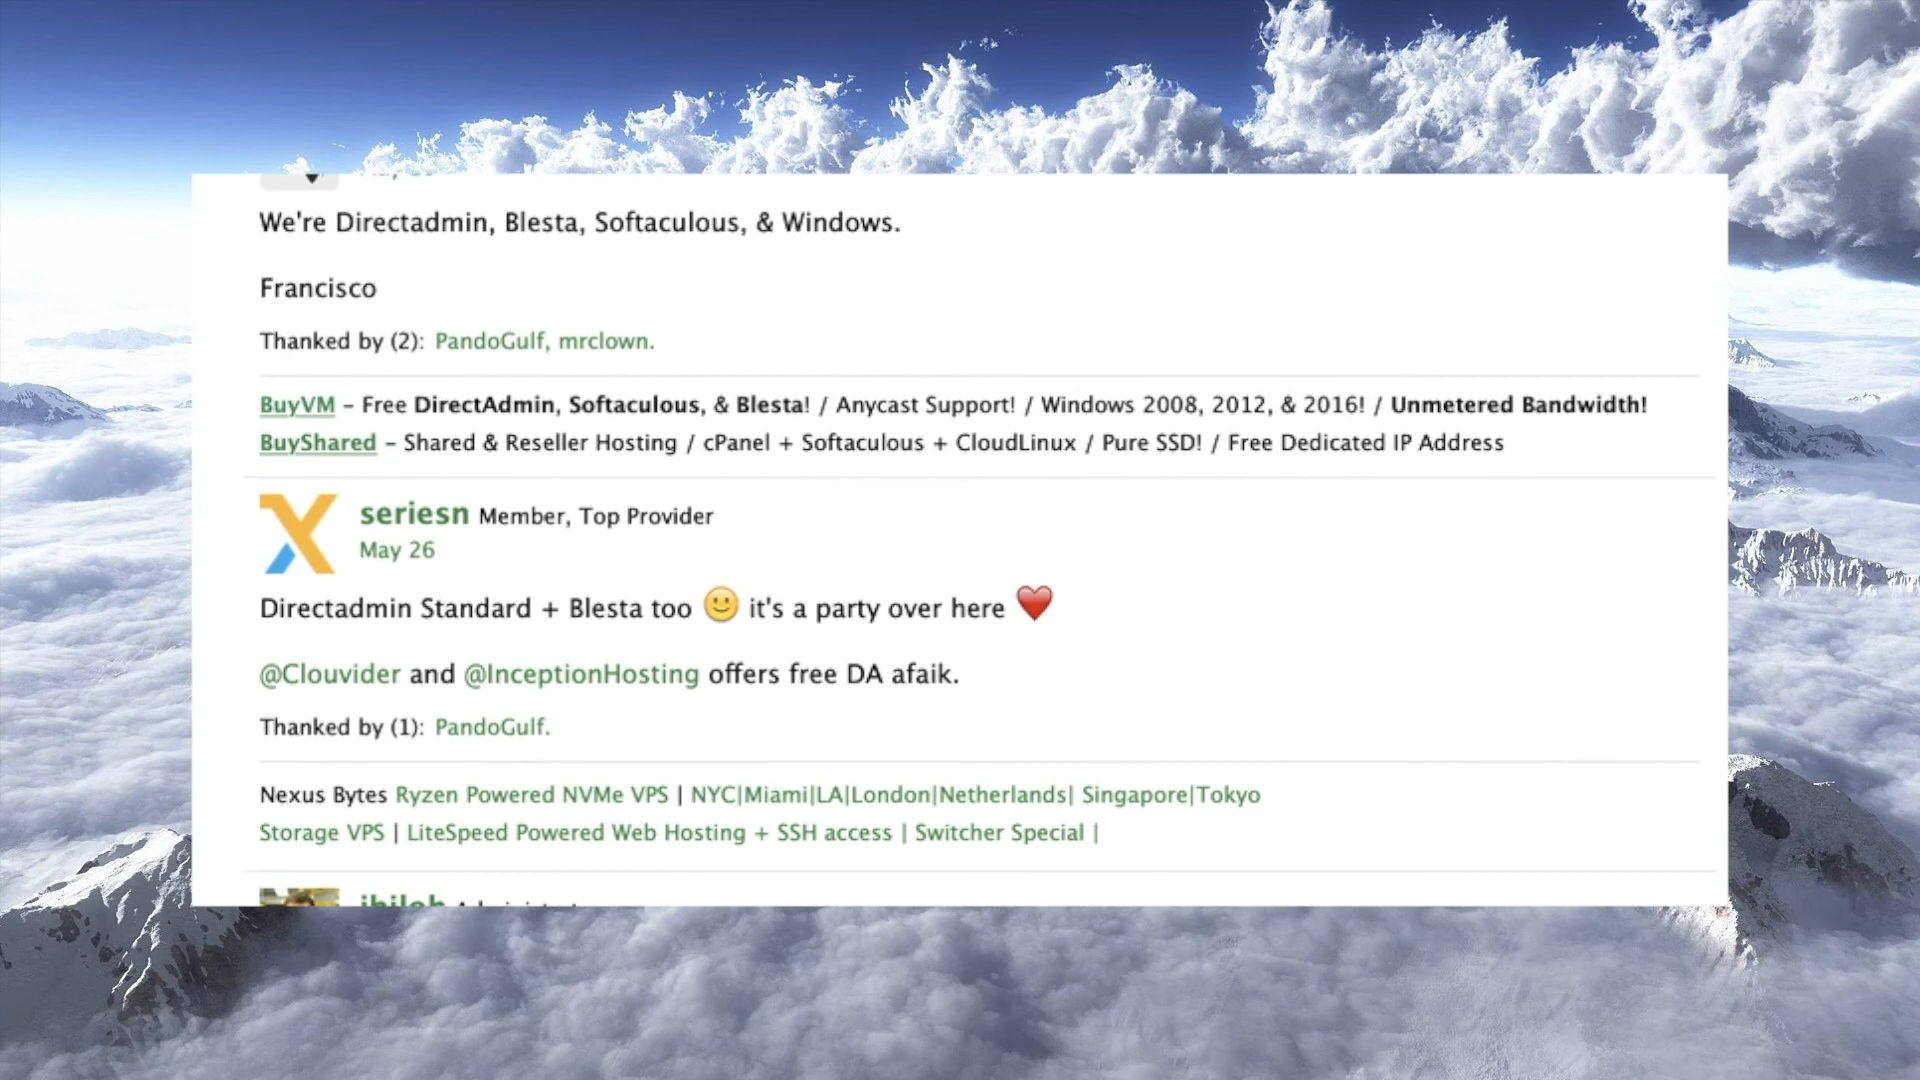 We're Directadmin, Blesta, Softaculous, & Windows.
Francisco
Thanked by (2): PandoGulf, mrclown.
BuyVM – Free DirectAdmin, Softaculous, & Blesta! / Anycast Support! / Windows 2008, 2012, & 2016! / Unmetered Bandwidth!
BuyShared – Shared & Reseller Hosting / cPanel + Softaculous + CloudLinux / Pure SSD! / Free Dedicated IP Address
seriesn Member, Top Provider
May 26
Directadmin Standard + Blesta too 🙂 it's a party over here ❤️
@Clouvider and @InceptionHosting offers free DA afaik.
Thanked by (1): PandoGulf.
Nexus Bytes Ryzen Powered NVMe VPS | NYC|Miami|LA|London|Netherlands| Singapore|Tokyo
Storage VPS | LiteSpeed Powered Web Hosting + SSH access | Switcher Special |